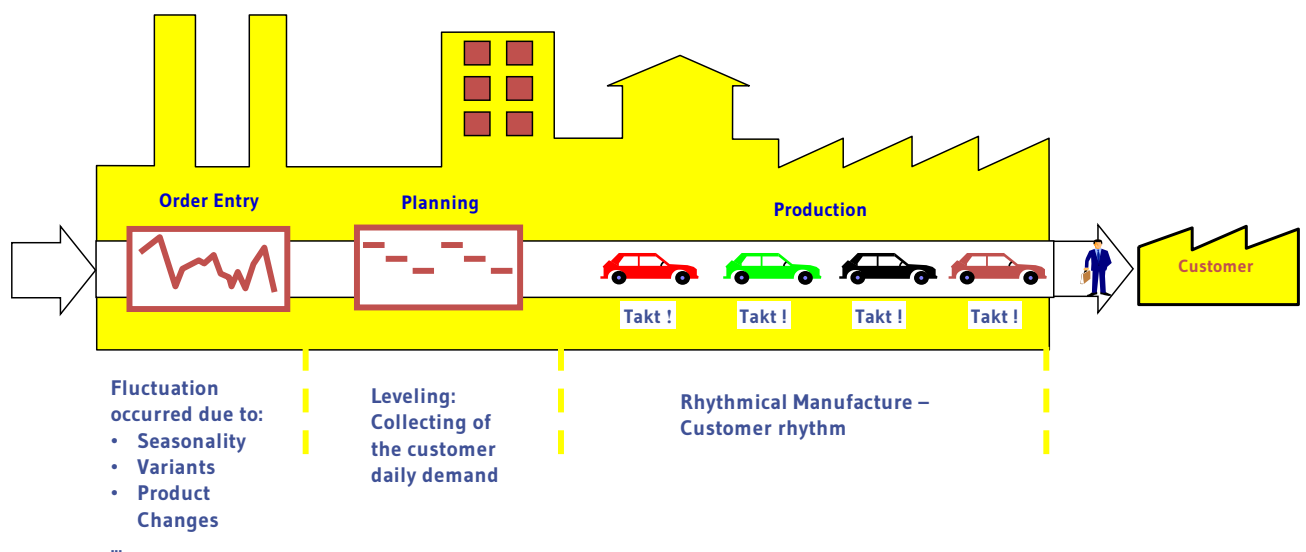 Order Entry
Planning
Production
Customer
Takt !
Takt !
Takt !
Takt !
Fluctuation
occurred due to:
• Seasonality
• Variants
• Product
Changes
...
Leveling:
Collecting of
the customer
daily demand
Rhythmical Manufacture –
Customer rhythm